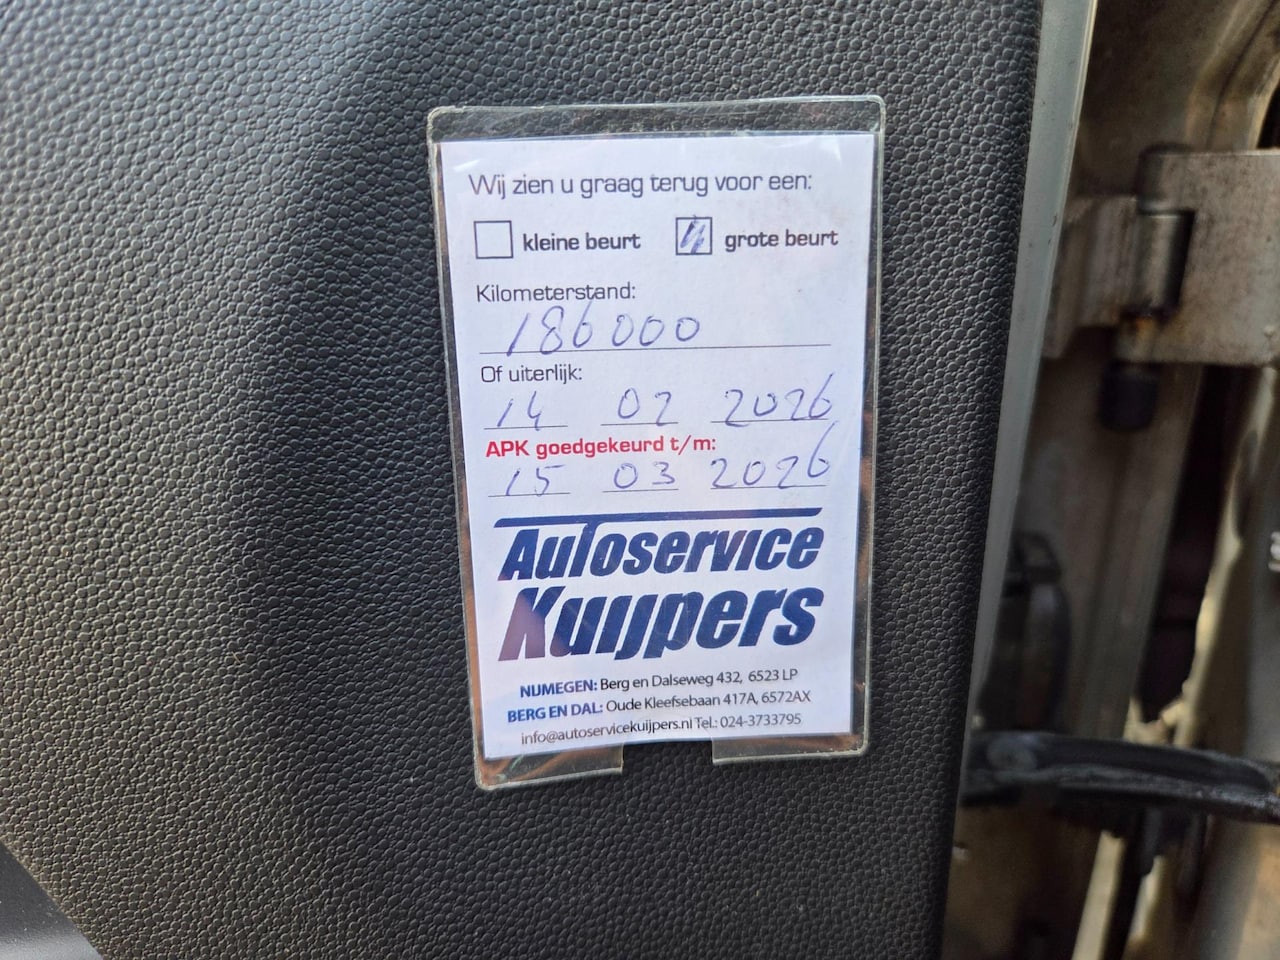 Wij zien u graag terug voor een:
kleine beurt grote beurt
Kilometerstand:
186000
Of uiterlijk:
14 02 2026
APK goedgekeurd t/m:
15 03 2026
Autoservice
Kuijpers
NIJMEGEN: Berg en Dalseweg 432, 6523 LP
BERG EN DAL: Oude Kleefsebaan 417A, 6572AX
info@autoservicekuijpers.nl Tel.: 024-3733795